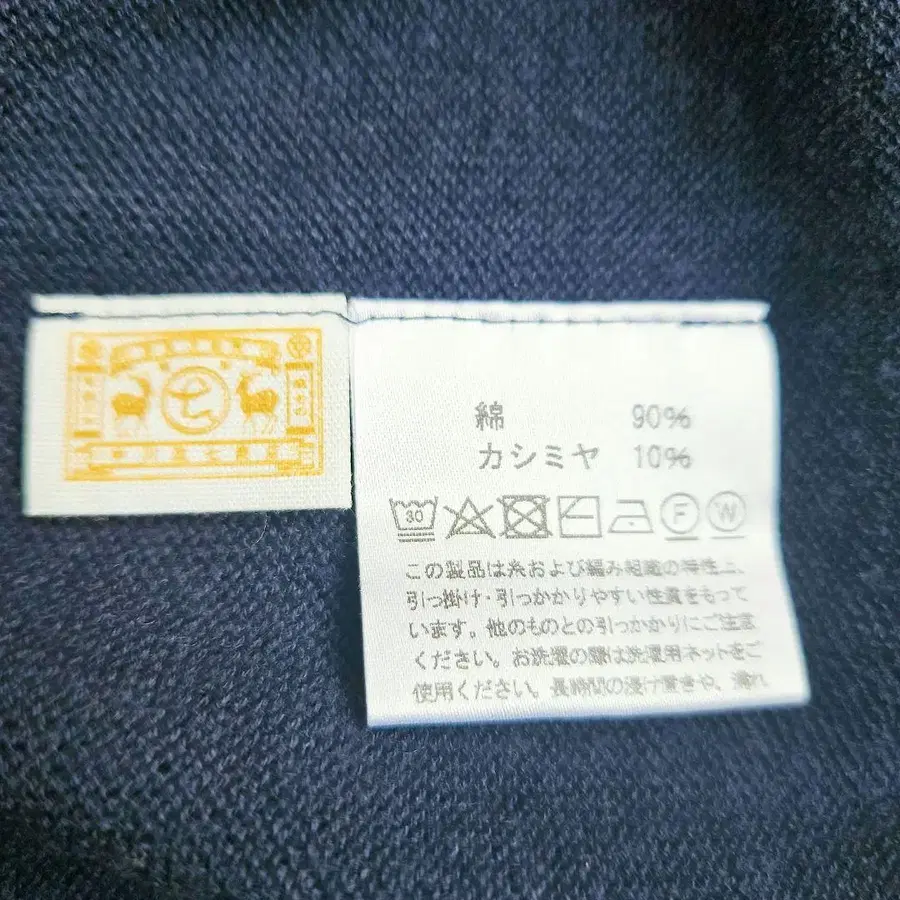 綿 90%
カシミヤ 10%
30 F W
この製品は糸および編み組織の特性上、
引っ掛け・引っかかりやすい性質をもって
います。他のものとの引っかかりにご注意
ください。お洗濯の際は洗濯用ネットをご
使用ください。長時間の浸け置きや、濡れ